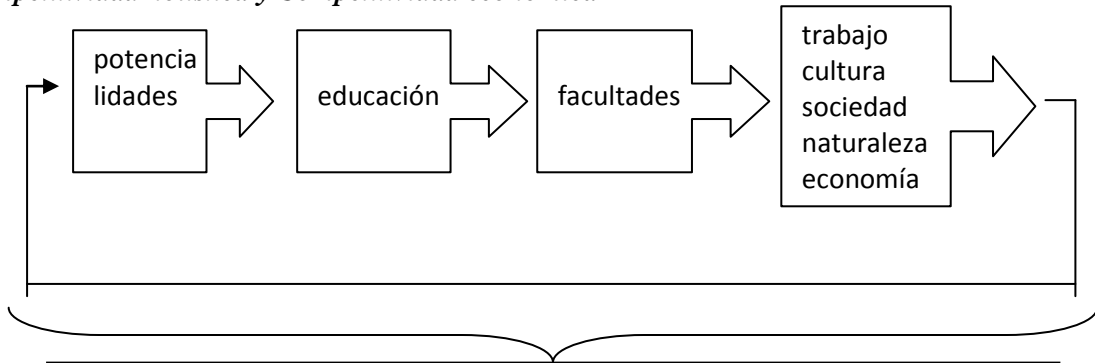 y
potencia
lidades
educación
facultades
trabajo
cultura
sociedad
naturaleza
economía